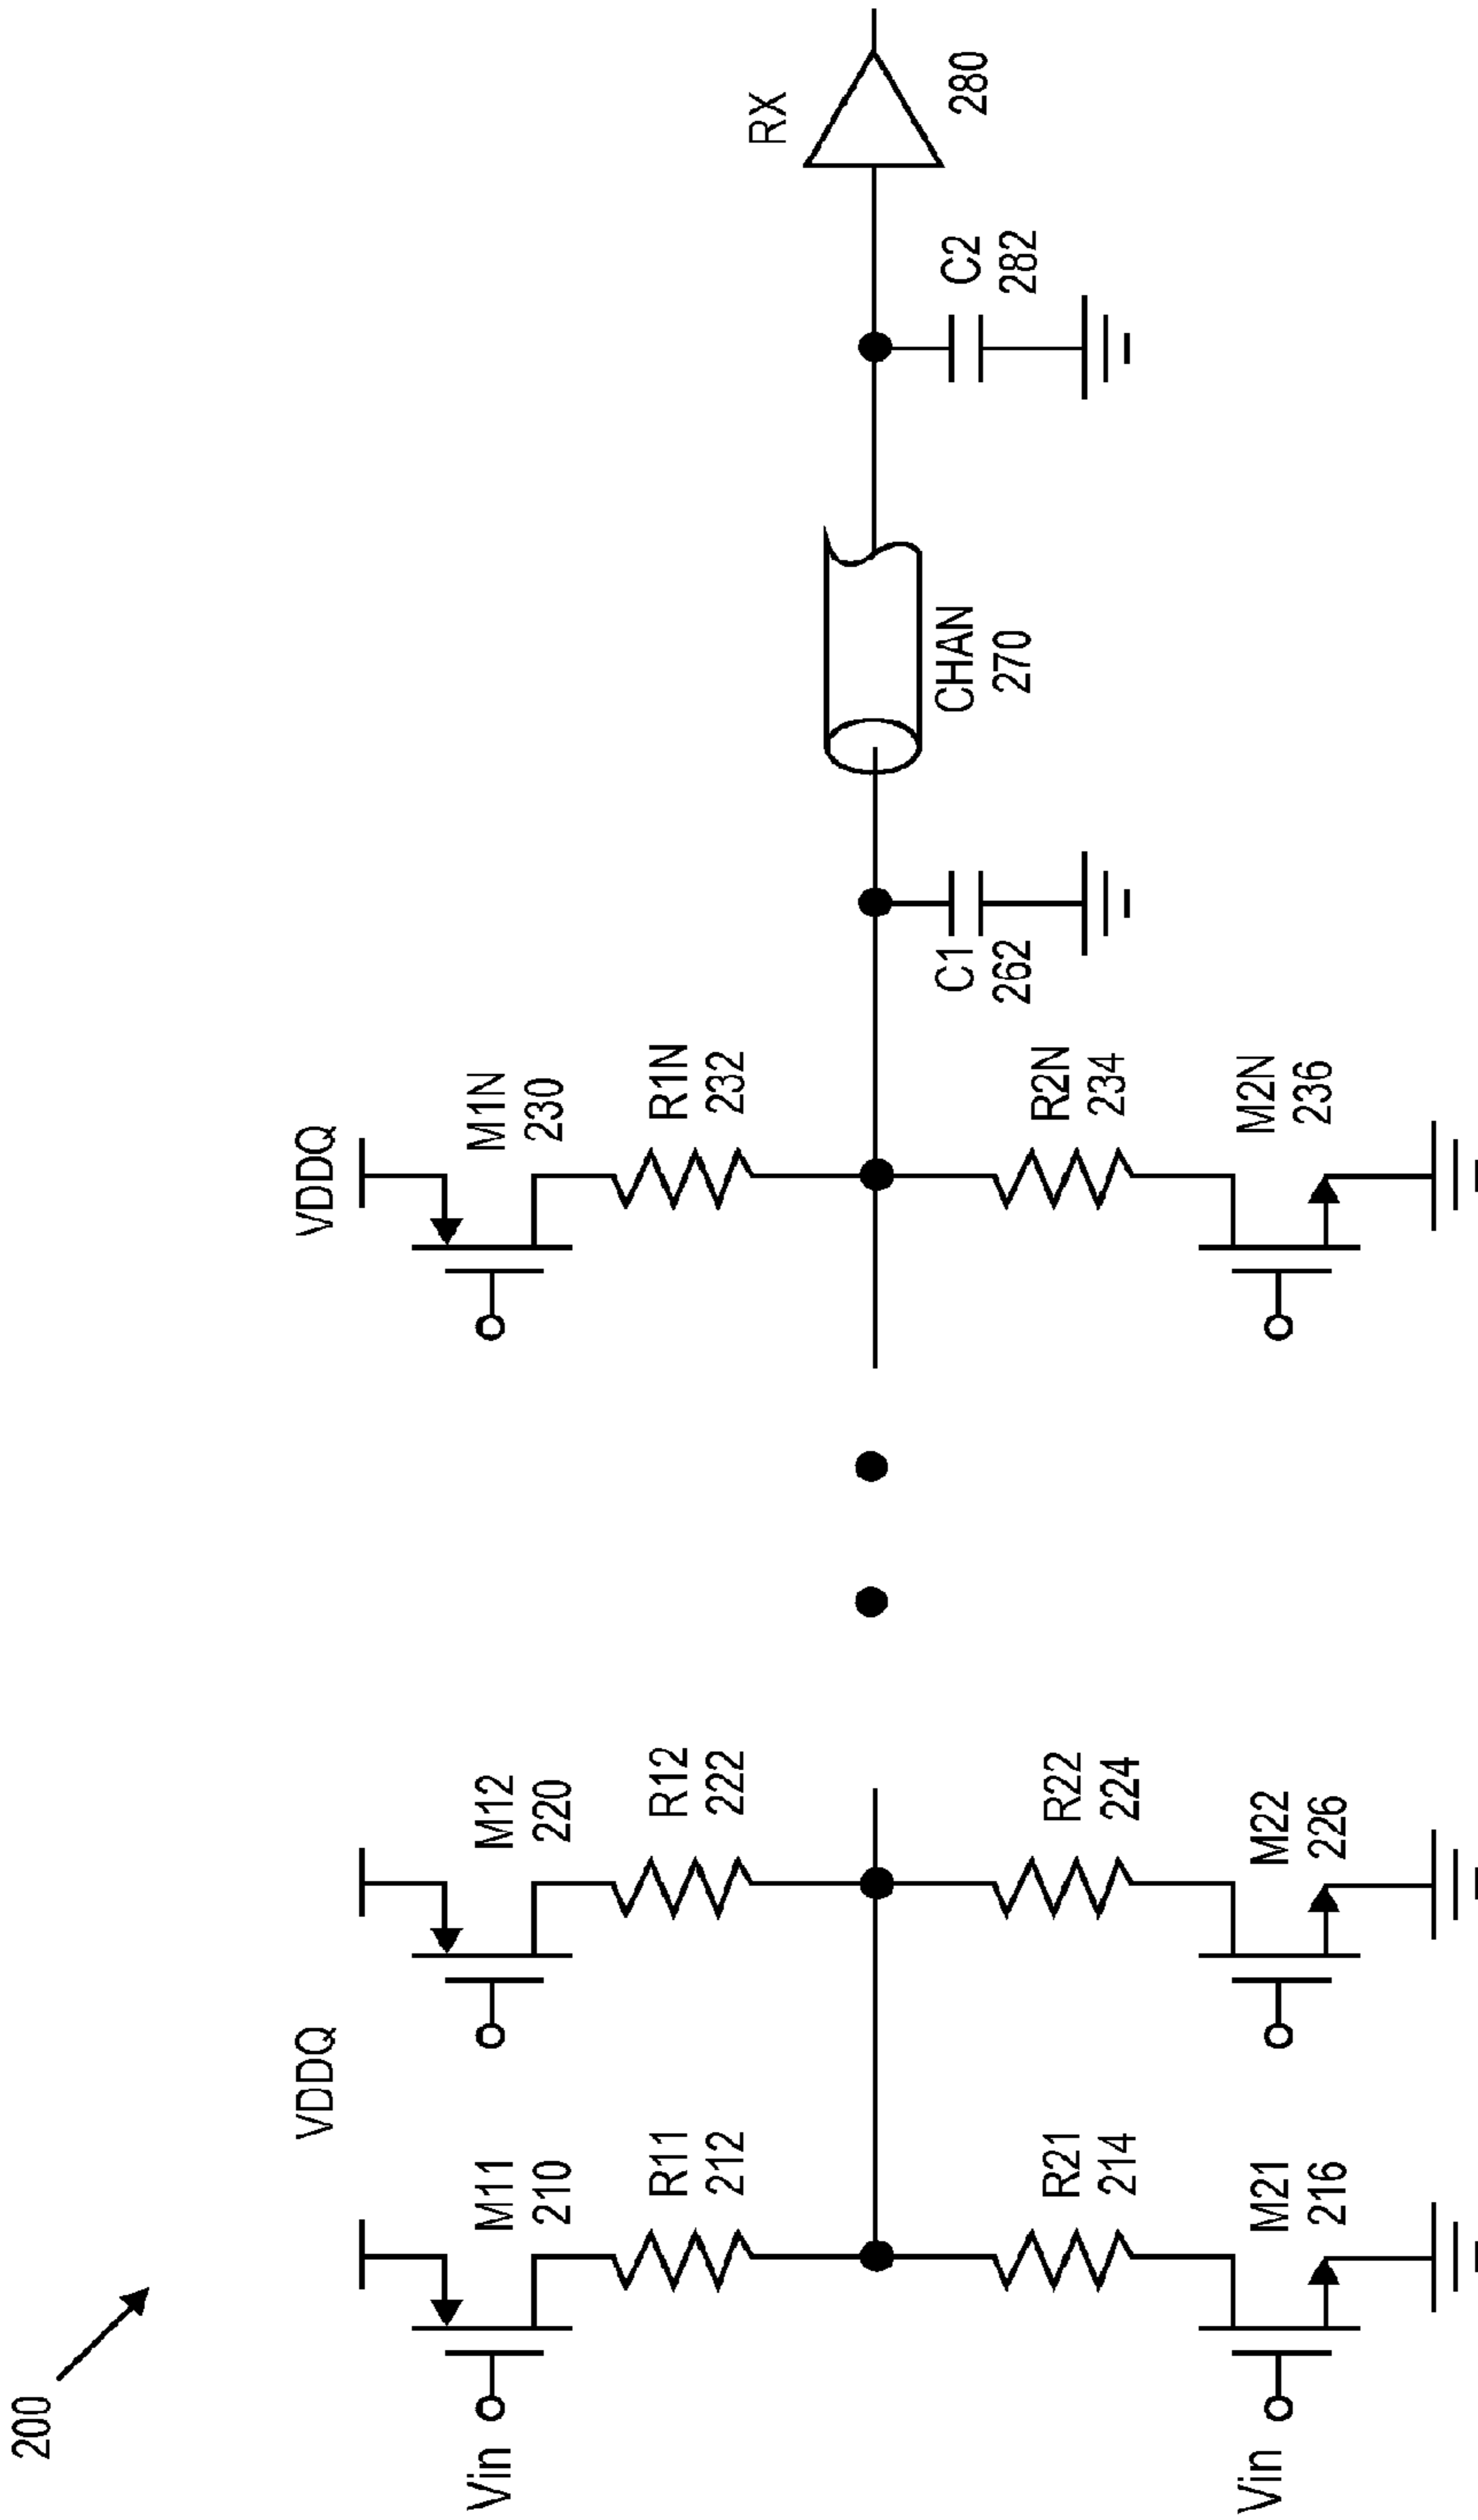 200
VDDQ
VDDQ
Vin
M11
210
M12
220
M1N
230
R11
212
R12
222
R1N
232
RX
280
CHAN
270
C1
262
C2
282
R21
214
R22
224
R2N
234
Vin
M21
216
M22
226
M2N
236